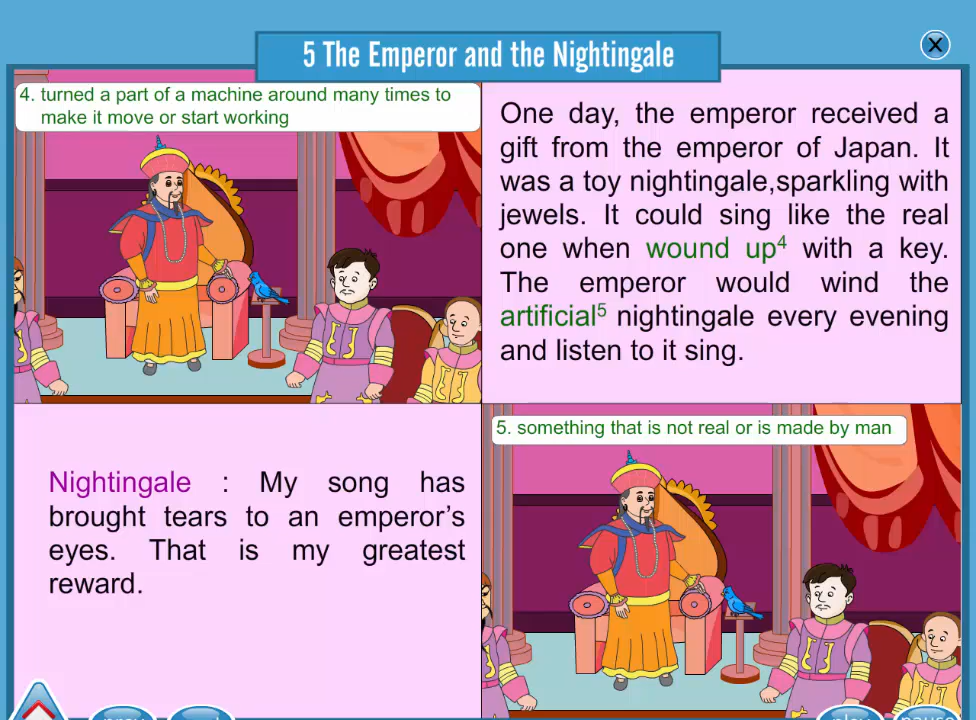 5 The Emperor and the Nightingale
X
4. turned a part of a machine around many times to
make it move or start working
One day, the emperor received a
gift from the emperor of Japan. It
was a toy nightingale,sparkling with
jewels. It could sing like the real
one when wound up4 with a key.
The emperor would wind the
artificial5 nightingale every evening
and listen to it sing.
Nightingale : My song has
brought tears to an emperor’s
eyes. That is my greatest
reward.
5. something that is not real or is made by man